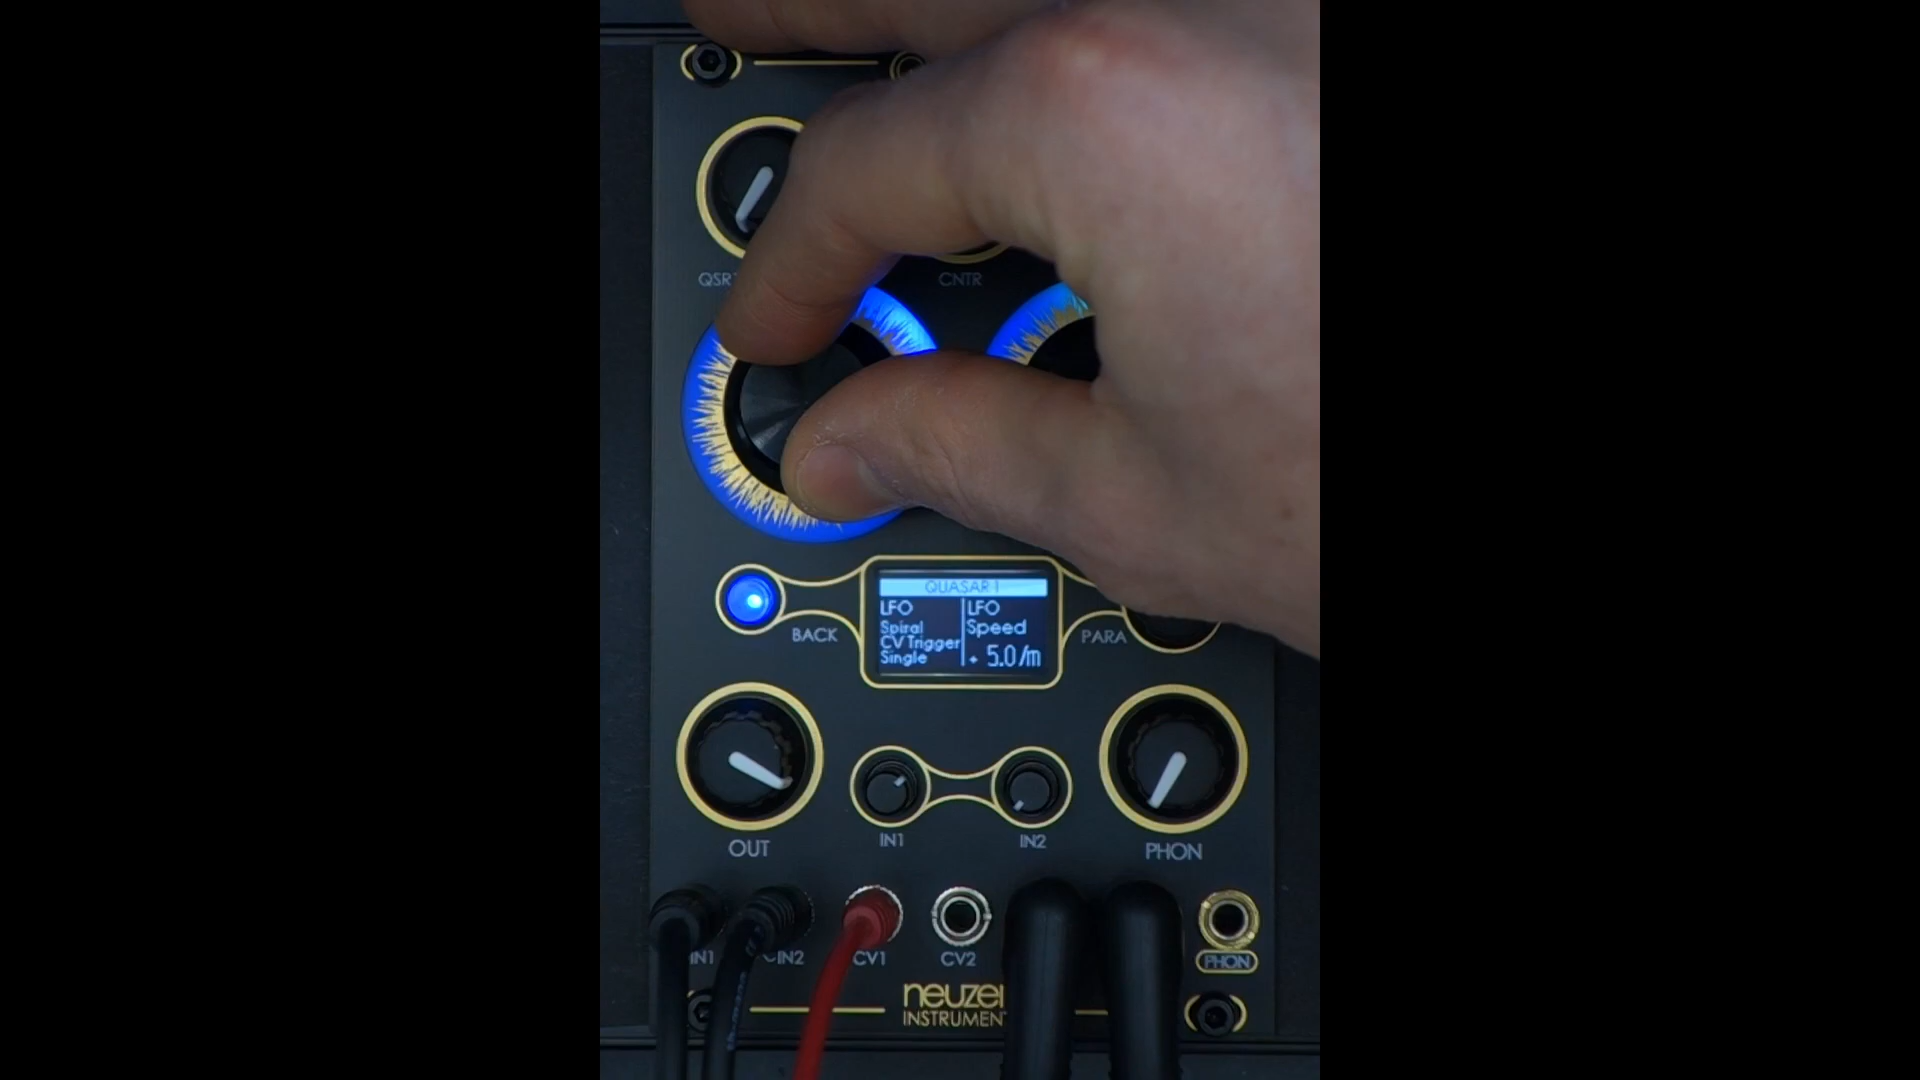 QSR
CNTR
QUASAR 1
LFO
Spiral
CV Trigger
Single
LFO
Speed
+ 5.0/m
BACK
PARA
OUT
IN1
IN2
PHON
IN1
IN2
CV1
CV2
PHON
neuzei
INSTRUMENT